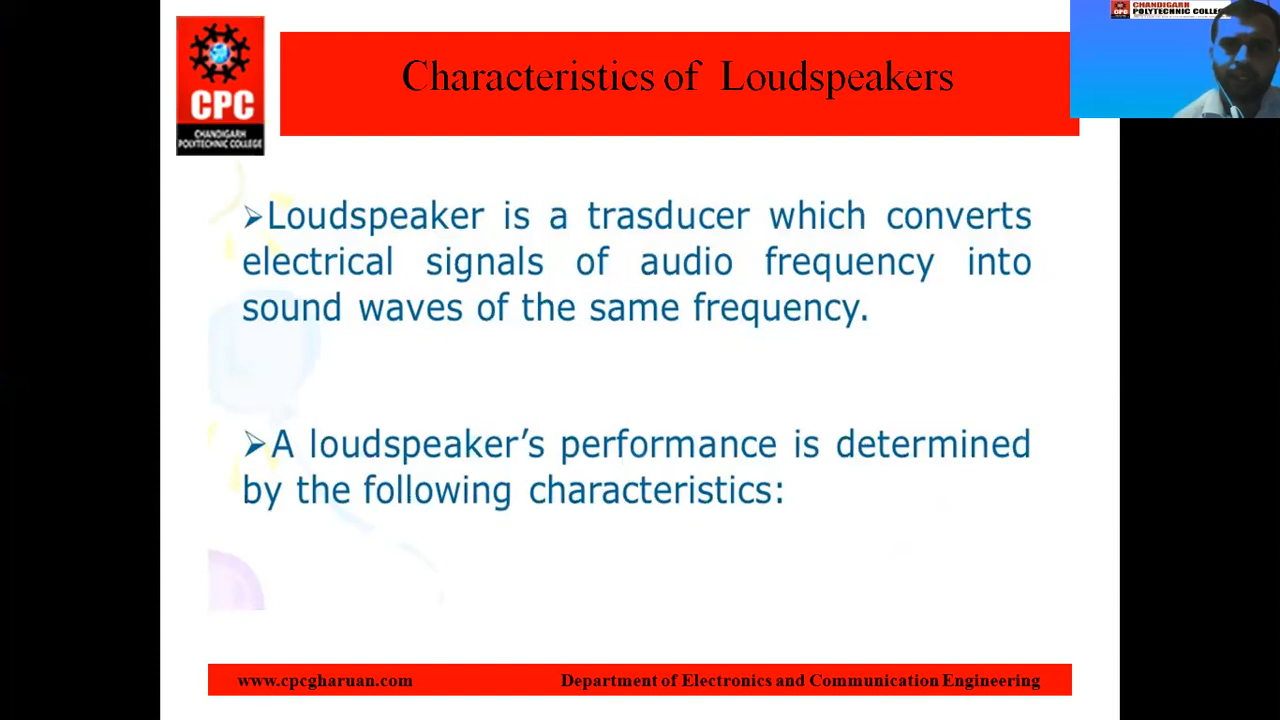 CPC
CHANDIGARH
POLYTECHNIC COLLEGE
Characteristics of Loudspeakers
CPC
CHANDIGARH
POLYTECHNIC COLLEG
➢Loudspeaker is a trasducer which converts
electrical signals of audio frequency into
sound waves of the same frequency.
➢A loudspeaker’s performance is determined
by the following characteristics:
www.cpcgharuan.com
Department of Electronics and Communication Engineering